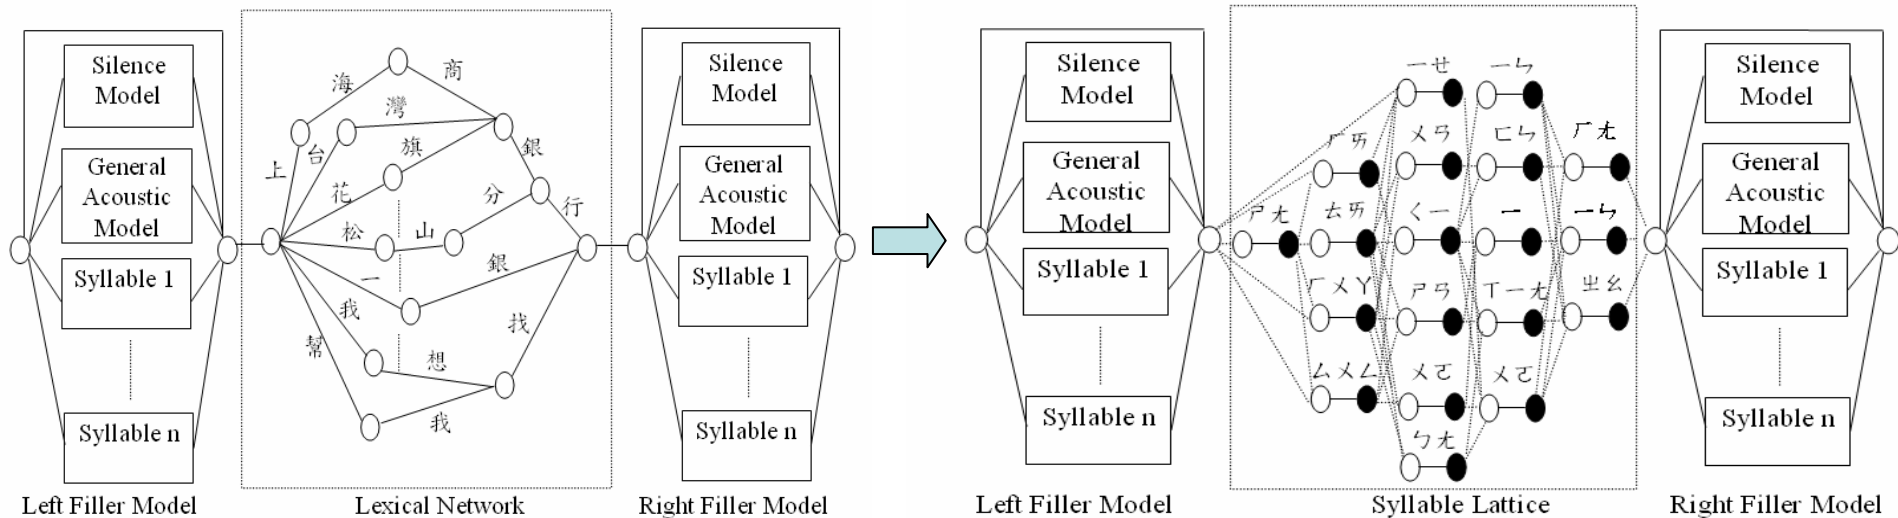 Silence
Model
General
Acoustic
Model
Syllable 1
Syllable n
Left Filler Model
海
商
灣
台
上
旗
銀
花
分
行
松
山
一
銀
我
找
幫
想
我
Lexical Network
Silence
Model
General
Acoustic
Model
Syllable 1
Syllable n
Right Filler Model
Silence
Model
General
Acoustic
Model
Syllable 1
Syllable n
Left Filler Model
ㄧㄝ
ㄧㄣ
ㄏㄞ
ㄨㄢ
ㄈㄣ
ㄏㄤ
ㄕㄤ
ㄊㄞ
ㄑㄧ
ㄧ
ㄧㄣ
ㄏㄨㄚ
ㄕㄢ
ㄒㄧㄤ
ㄓㄠ
ㄙㄨㄥ
ㄨㄛ
ㄨㄛ
ㄅㄤ
Syllable Lattice
Silence
Model
General
Acoustic
Model
Syllable 1
Syllable n
Right Filler Model